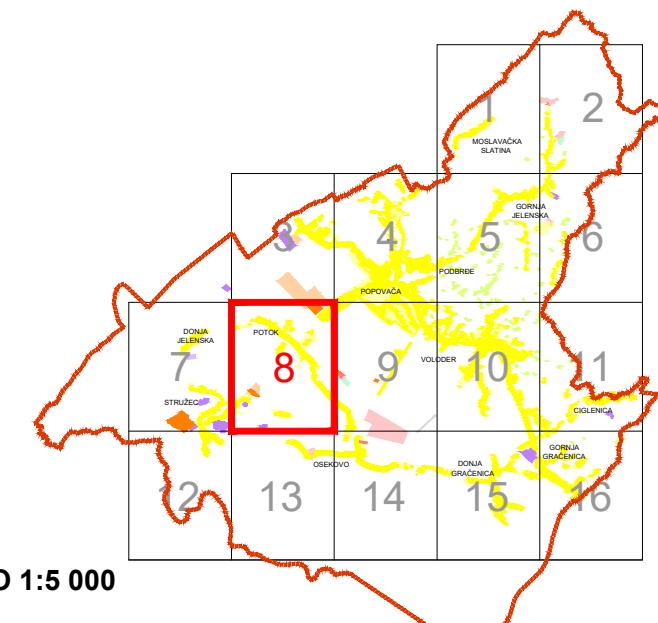 1
2
MOSLAVAČKA
SLATINA
GORNJA
JELENSKA
3
4
5
6
PODBRĐE
POPOVAČA
DONJA
JELENSKA
POTOK
VOLODER
7
8
9
10
11
STRUŽEC
CIGLENICA
OSEKOVO
DONJA
GRAČENICA
GORNJA
GRAČENICA
12
13
14
15
16
1:5 000